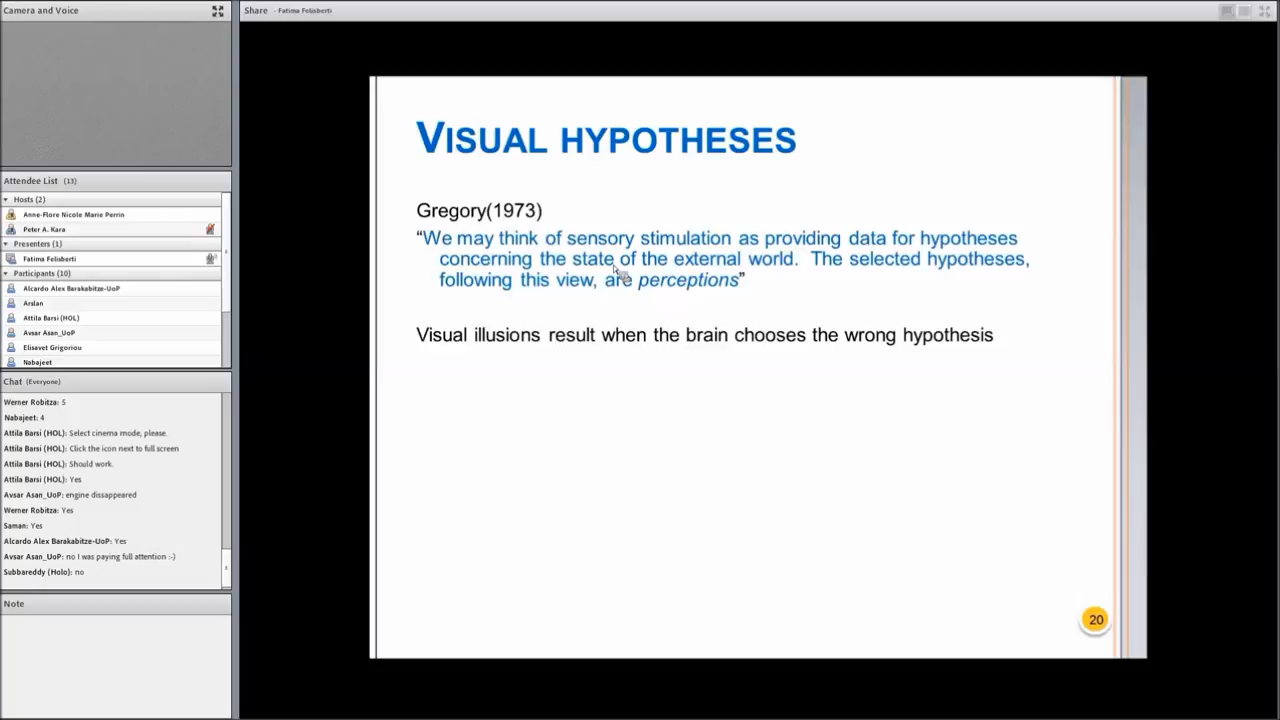 Camera and Voice
Share - Fatima Felisberti
Attendee List (13)
Hosts (2)
Anne-Flore Nicole Marie Perrin
Peter A. Kara
Presenters (1)
Fatima Felisberti
Participants (10)
Alcardo Alex Barakabitze-UoP
Arslan
Attila Barsi (HOL)
Avsar Asan_UoP
Elisavet Grigoriou
Nabajeet
Chat (Everyone)
Werner Robitza: 5
Nabajeet: 4
Attila Barsi (HOL): Select cinema mode, please.
Attila Barsi (HOL): Click the icon next to full screen
Attila Barsi (HOL): Should work.
Attila Barsi (HOL): Yes
Avsar Asan_UoP: engine dissappeared
Werner Robitza: Yes
Saman: Yes
Alcardo Alex Barakabitze-UoP: Yes
Avsar Asan_UoP: no I was paying full attention :-)
Subbareddy (Holo): no
Note
VISUAL HYPOTHESES
Gregory(1973)
“We may think of sensory stimulation as providing data for hypotheses
concerning the state of the external world. The selected hypotheses,
following this view, are perceptions”
Visual illusions result when the brain chooses the wrong hypothesis
20